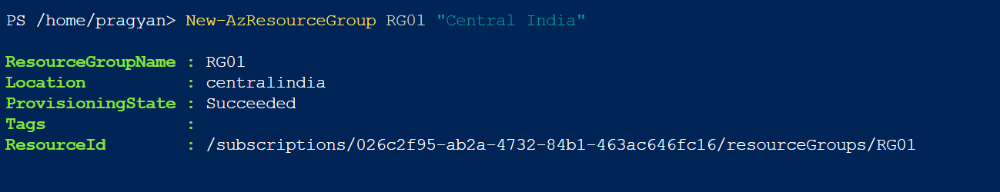 PS /home/pragyan> New-AzResourceGroup RG01 "Central India"
ResourceGroupName : RG01
Location          : centralindia
ProvisioningState : Succeeded
Tags              :
ResourceId        : /subscriptions/026c2f95-ab2a-4732-84b1-463ac646fc16/resourceGroups/RG01